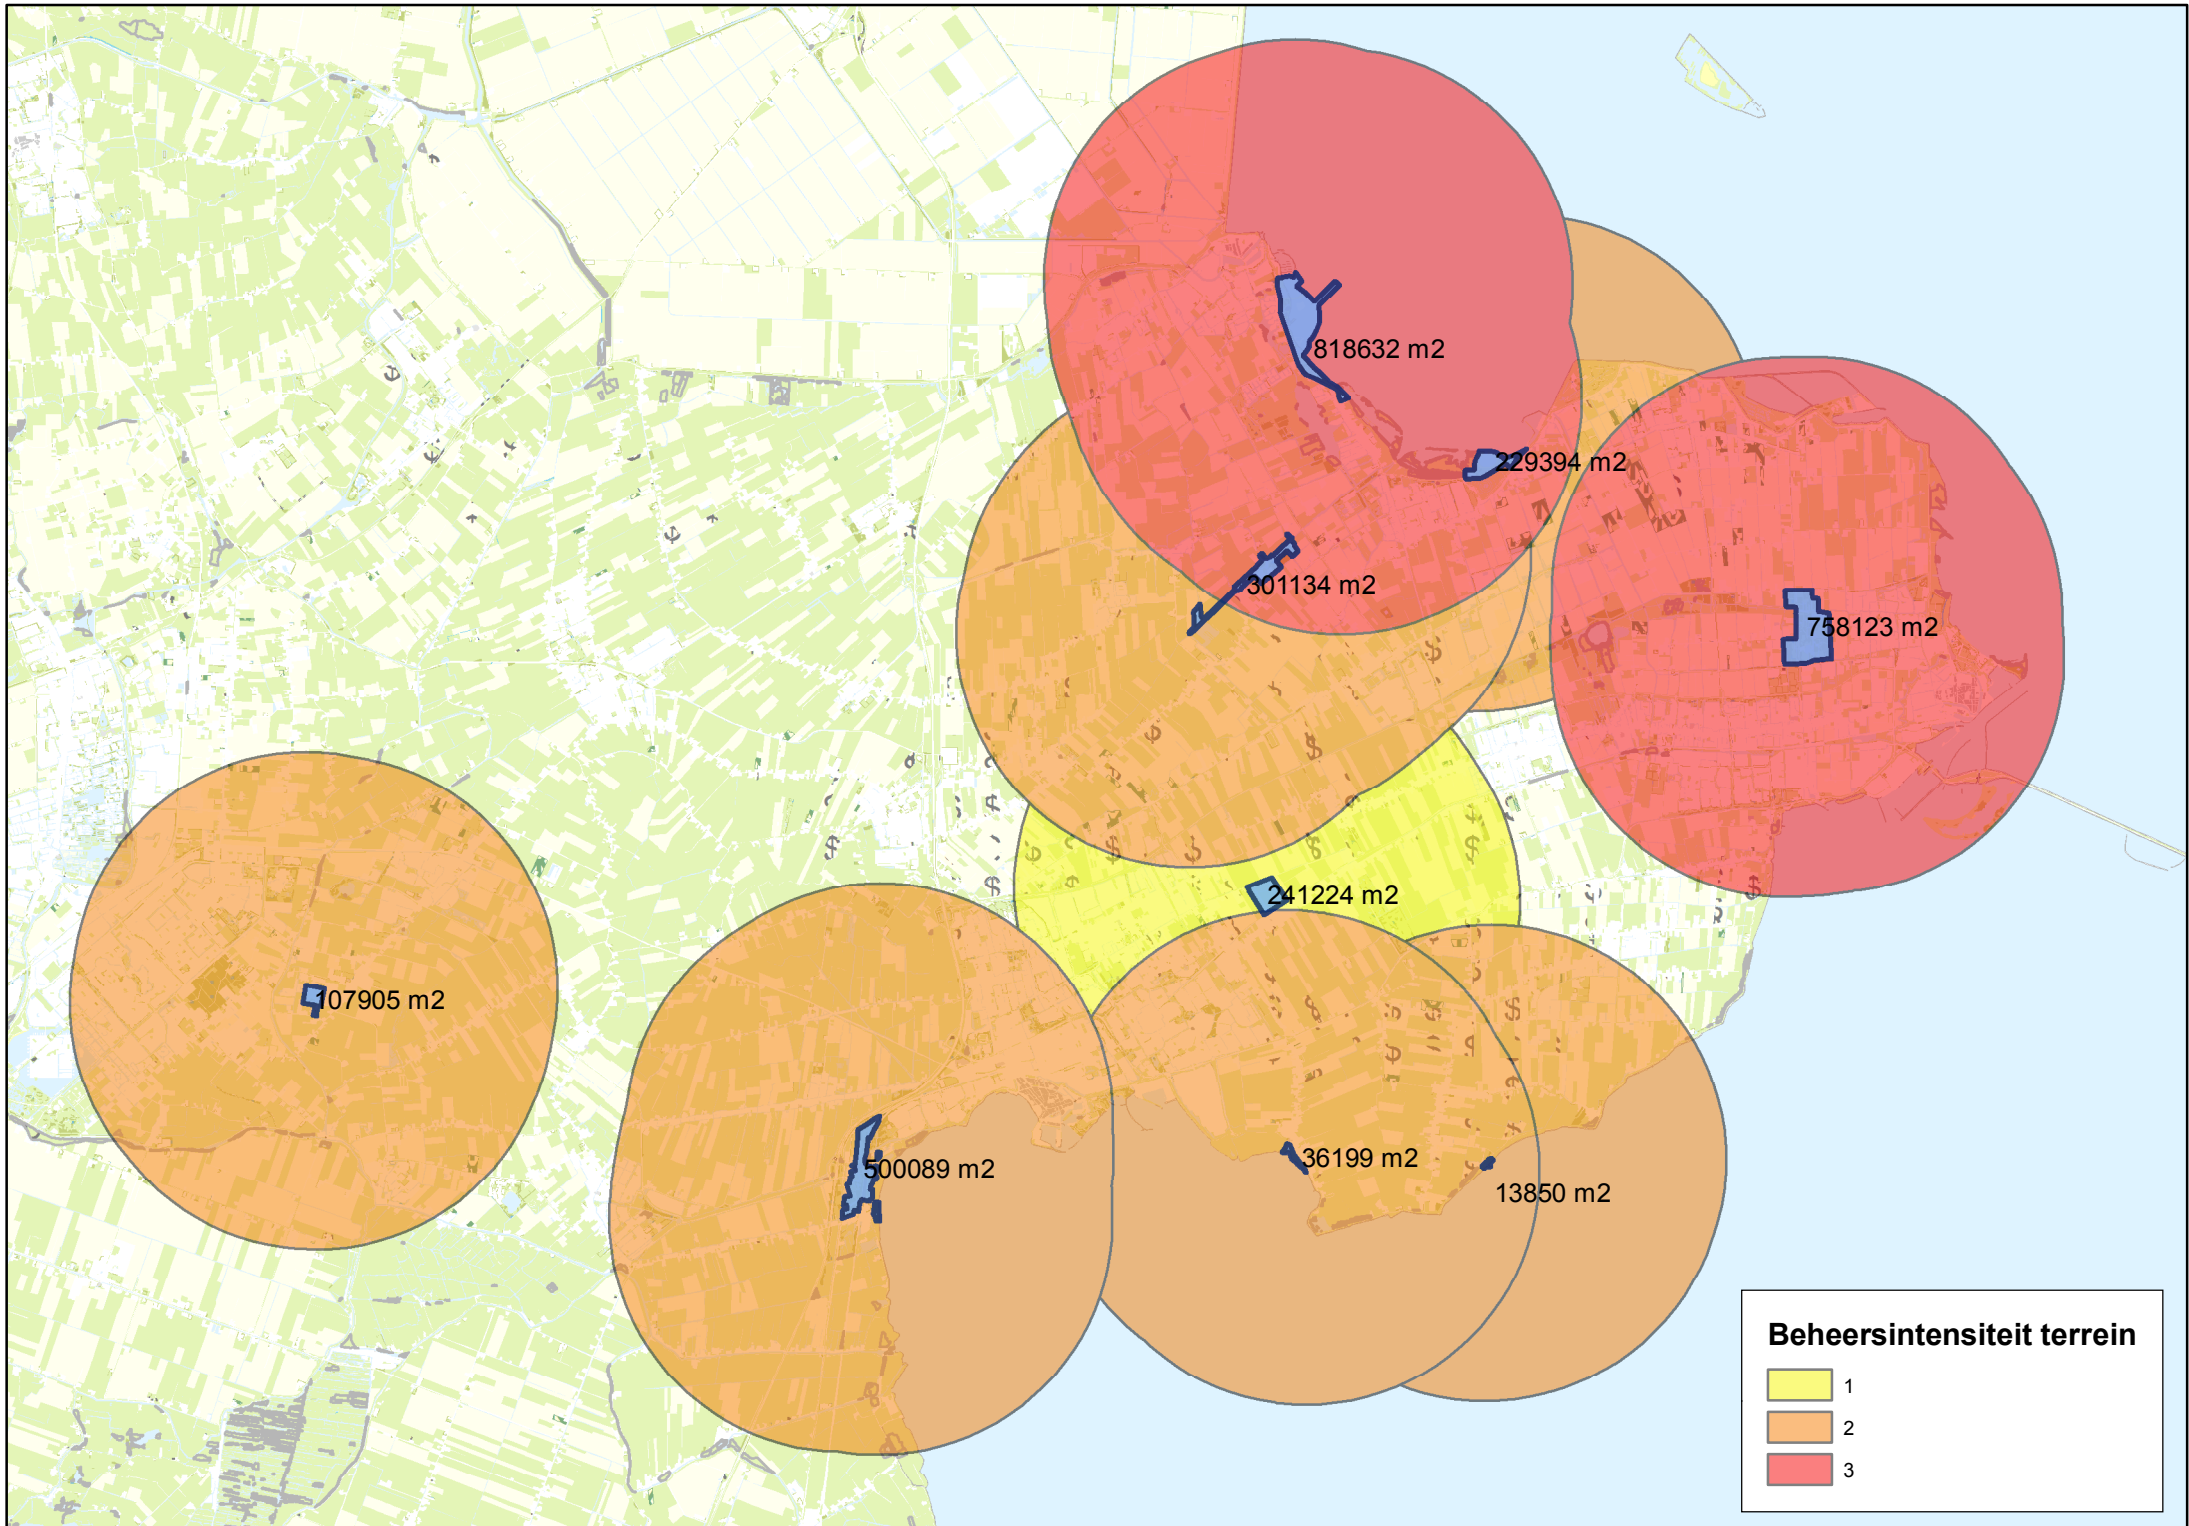 818632 m2
229394 m2
301134 m2
758123 m2
241224 m2
107905 m2
500089 m2
36199 m2
13850 m2
Beheersintensiteit terrein
1
2
3